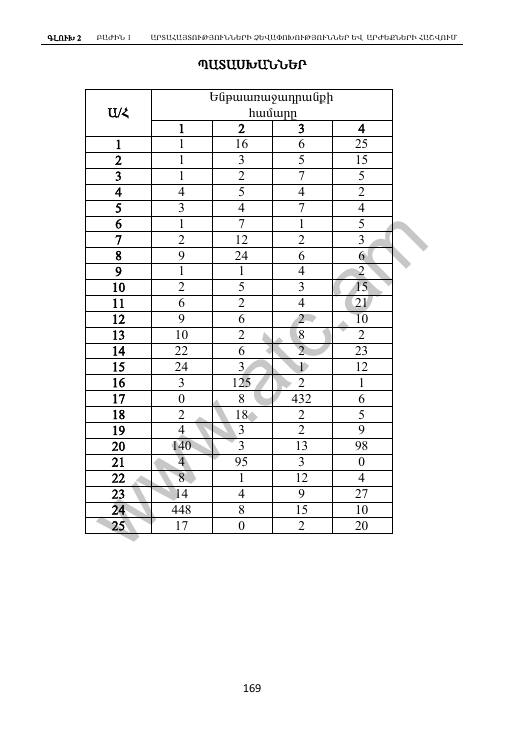 ԳԼՈՒԽ 2 ԲԱԺԻՆ 1 ԱՐՏԱՀԱՅՏՈՒԹՅՈՒՆՆԵՐԻ ՁԵՎԱՓՈԽՈՒԹՅՈՒՆՆԵՐ ԵՎ ԱՐԺԵՔՆԵՐԻ ՀԱՇՎՈՒՄ
ՊԱՏԱՍԽԱՆՆԵՐ
Ենթաառաջադրանքի
Ա/Հ համարը
1 2 3 4
1 1 16 6 25
2 1 3 5 15
3 1 2 7 5
4 4 5 4 2
5 3 4 7 4
6 1 7 1 5
7 2 12 2 3
8 9 24 6 6
9 1 1 4 2
10 2 5 3 15
11 6 2 4 21
12 9 6 2 10
13 10 2 8 2
14 22 6 2 23
15 24 3 1 12
16 3 125 2 1
17 0 8 432 6
18 2 18 2 5
19 4 3 2 9
20 140 3 13 98
21 4 95 3 0
22 8 1 12 4
23 14 4 9 27
24 448 8 15 10
25 17 0 2 20
www.atc.am
169